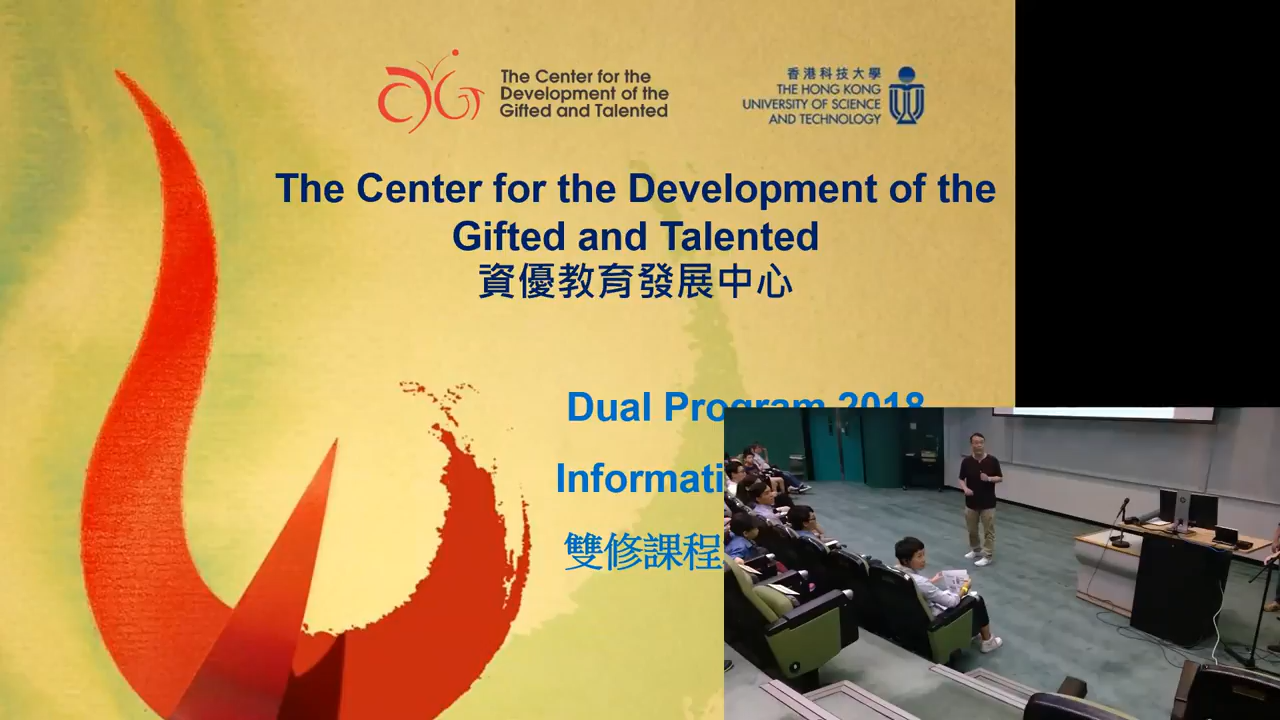 The Center for the
Development of the
Gifted and Talented
香港科技大學
THE HONG KONG
UNIVERSITY OF SCIENCE
AND TECHNOLOGY
The Center for the Development of the
Gifted and Talented
資優教育發展中心
Dual Program 2018
Informati
雙修課程